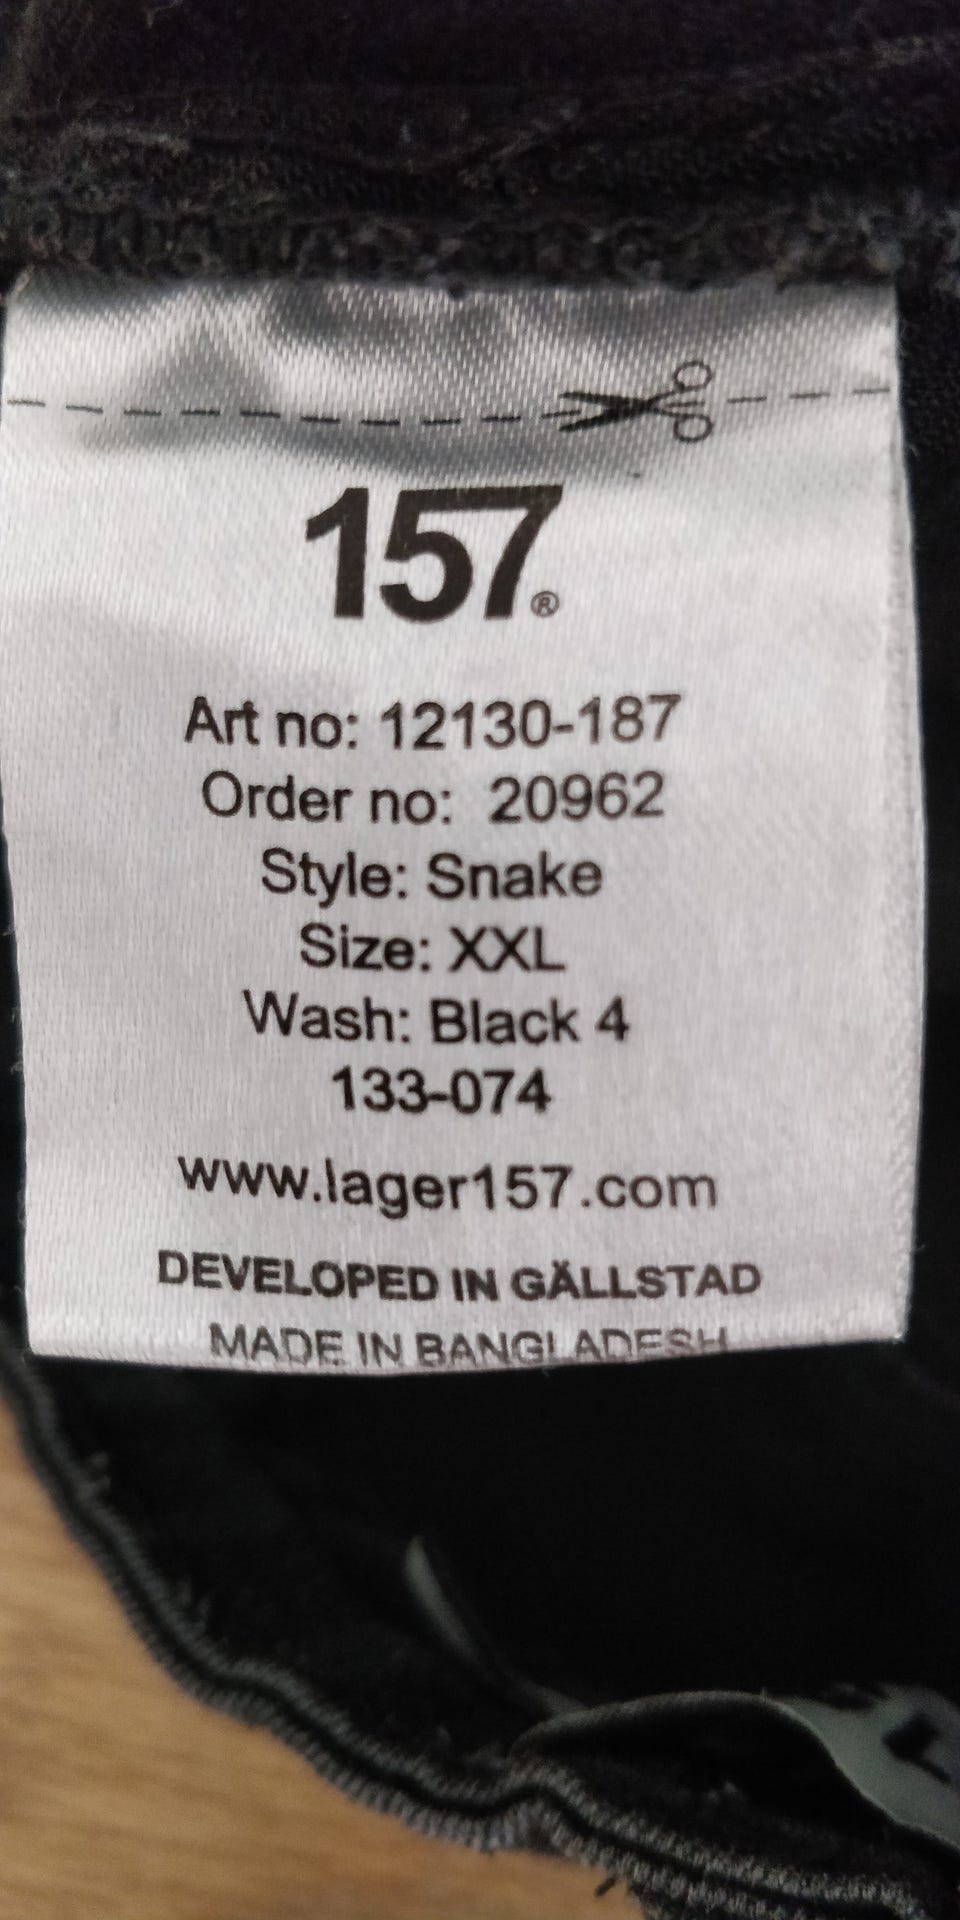 157®
Art no: 12130-187
Order no: 20962
Style: Snake
Size: XXL
Wash: Black 4
133-074
www.lager157.com
DEVELOPED IN GÄLLSTAD
MADE IN BANGLADESH